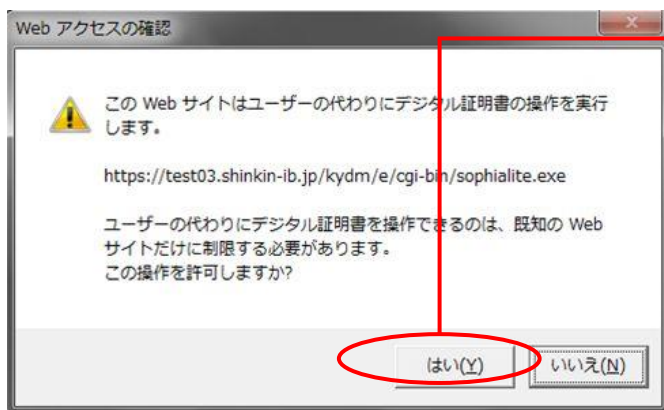 Web アクセスの確認
この Web サイトはユーザーの代わりにデジタル証明書の操作を実行
します。
https://test03.shinkin-ib.jp/kydm/e/cgi-bin/sophialite.exe
ユーザーの代わりにデジタル証明書を操作できるのは、既知の Web
サイトだけに制限する必要があります。
この操作を許可しますか?
はい(Y)
いいえ(N)